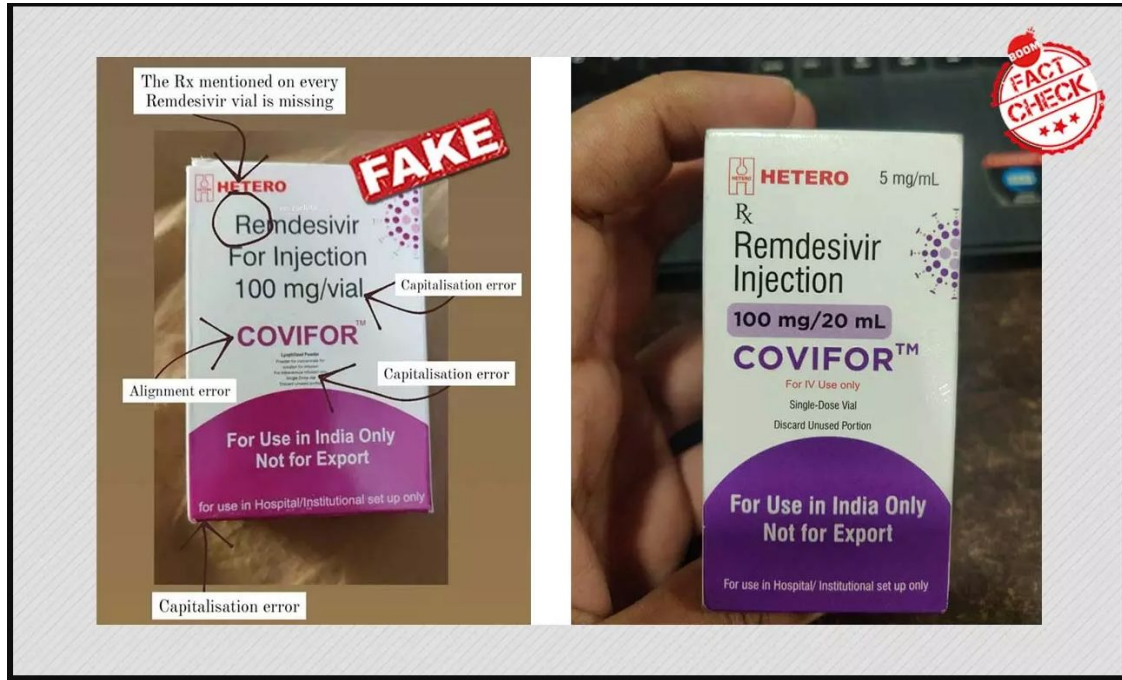 The Rx mentioned on every
Remdesivir vial is missing
FAKE
HETERO
Remdesivir
For Injection
100 mg/vial
Capitalisation error
COVIFOR™
Lyophilized Powder
Capitalisation error
Alignment error
For Use in India Only
Not for Export
for use in Hospital/Institutional set up only
Capitalisation error
BOOM
FACT
CHECK
HETERO
HETERO 5 mg/mL
Rx
Remdesivir
Injection
100 mg/20 mL
COVIFOR™
For IV Use only
Single-Dose Vial
Discard Unused Portion
For Use in India Only
Not for Export
For use in Hospital/ Institutional set up only